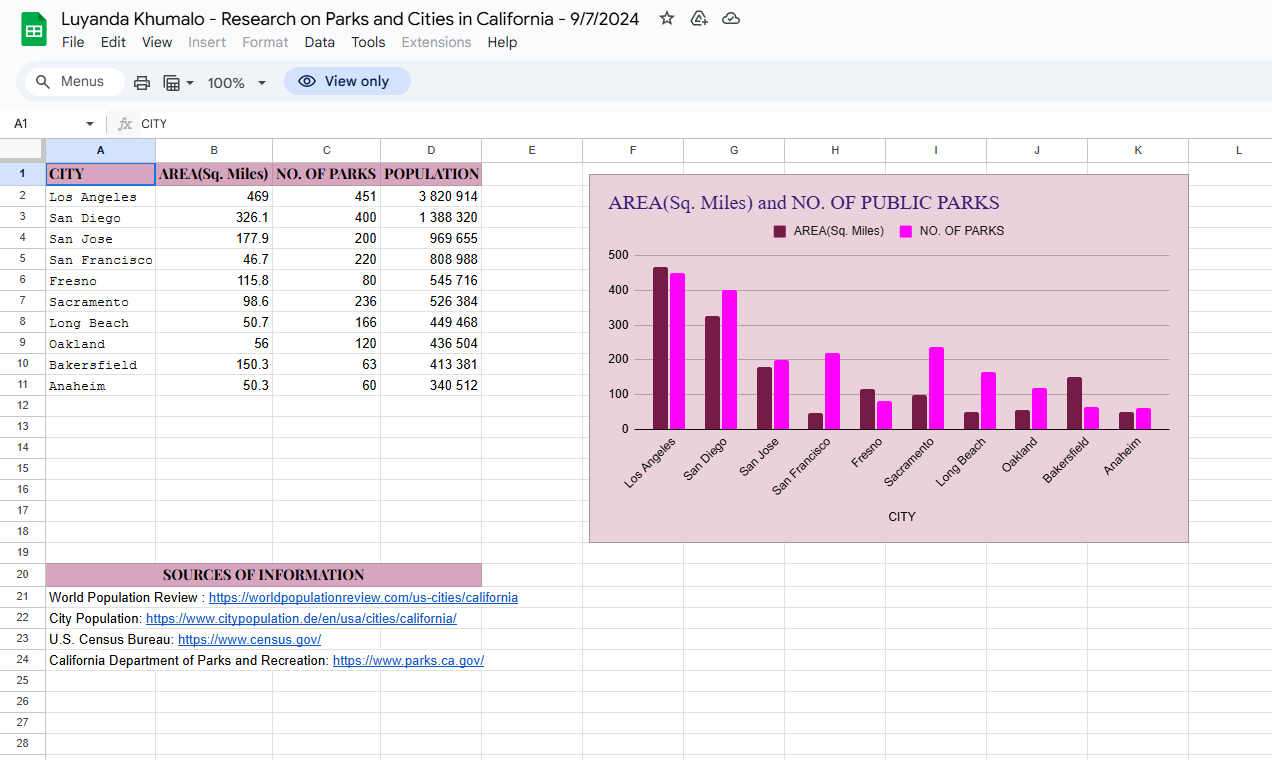 Luyanda Khumalo - Research on Parks and Cities in California - 9/7/2024
File Edit View Insert Format Data Tools Extensions Help
Menus 100% View only
A1 fx CITY
A B C D E F G H I J K L
1 CITY AREA(Sq. Miles) NO. OF PARKS POPULATION
2 Los Angeles 469 451 3 820 914
3 San Diego 326.1 400 1 388 320
4 San Jose 177.9 200 969 655
5 San Francisco 46.7 220 808 988
6 Fresno 115.8 80 545 716
7 Sacramento 98.6 236 526 384
8 Long Beach 50.7 166 449 468
9 Oakland 56 120 436 504
10 Bakersfield 150.3 63 413 381
11 Anaheim 50.3 60 340 512
12
13
14
15
16
17
18
19
20 SOURCES OF INFORMATION
21 World Population Review : https://worldpopulationreview.com/us-cities/california
22 City Population: https://www.citypopulation.de/en/usa/cities/california/
23 U.S. Census Bureau: https://www.census.gov/
24 California Department of Parks and Recreation: https://www.parks.ca.gov/
25
26
27
28
AREA(Sq. Miles) and NO. OF PUBLIC PARKS
AREA(Sq. Miles) NO. OF PARKS
500
400
300
200
100
0
Los Angeles San Diego San Jose San Francisco Fresno Sacramento Long Beach Oakland Bakersfield Anaheim
CITY